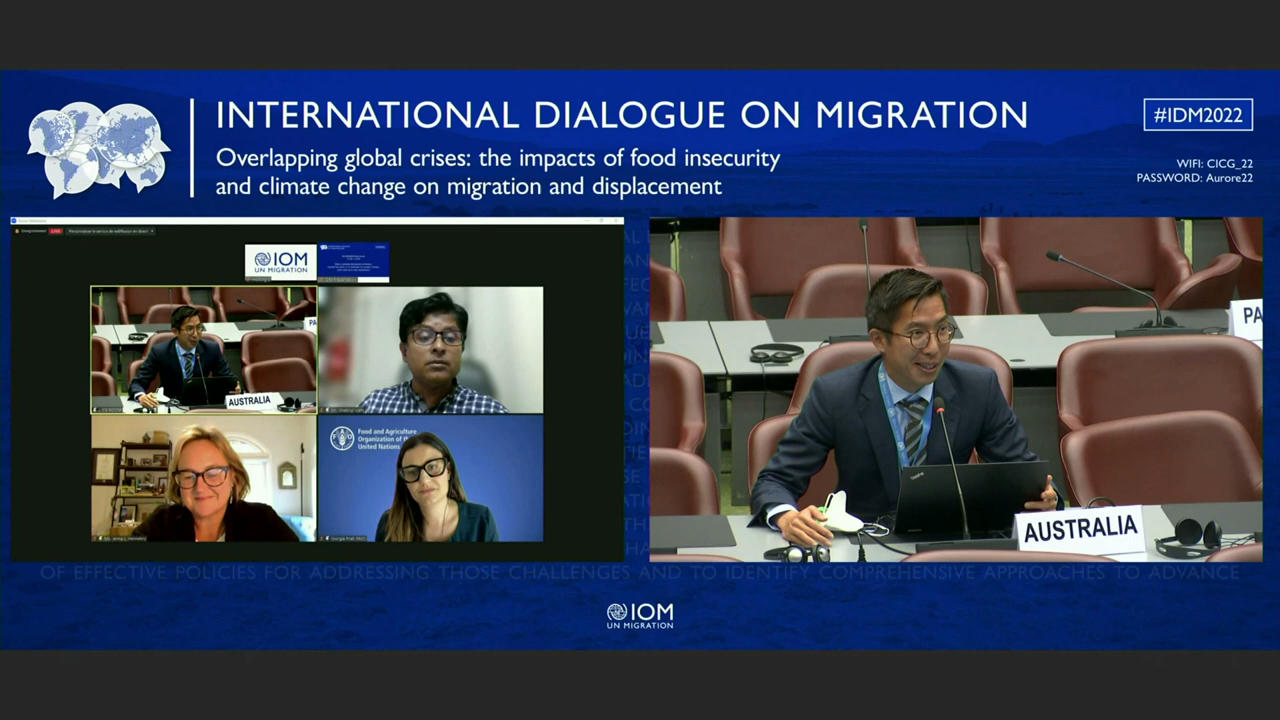 INTERNATIONAL DIALOGUE ON MIGRATION
Overlapping global crises: the impacts of food insecurity
and climate change on migration and displacement
#IDM2022
WIFI: CICG_22
PASSWORD: Aurore22
LIVE
IOM
UN MIGRATION
AUSTRALIA
Food and Agriculture
Organization of
United Nations
PA
AUSTRALIA
OF EFFECTIVE POLICIES FOR ADDRESSING THOSE CHALLENGES AND TO IDENTIFY COMPREHENSIVE APPROACHES TO ADVANCE
IOM
UN MIGRATION